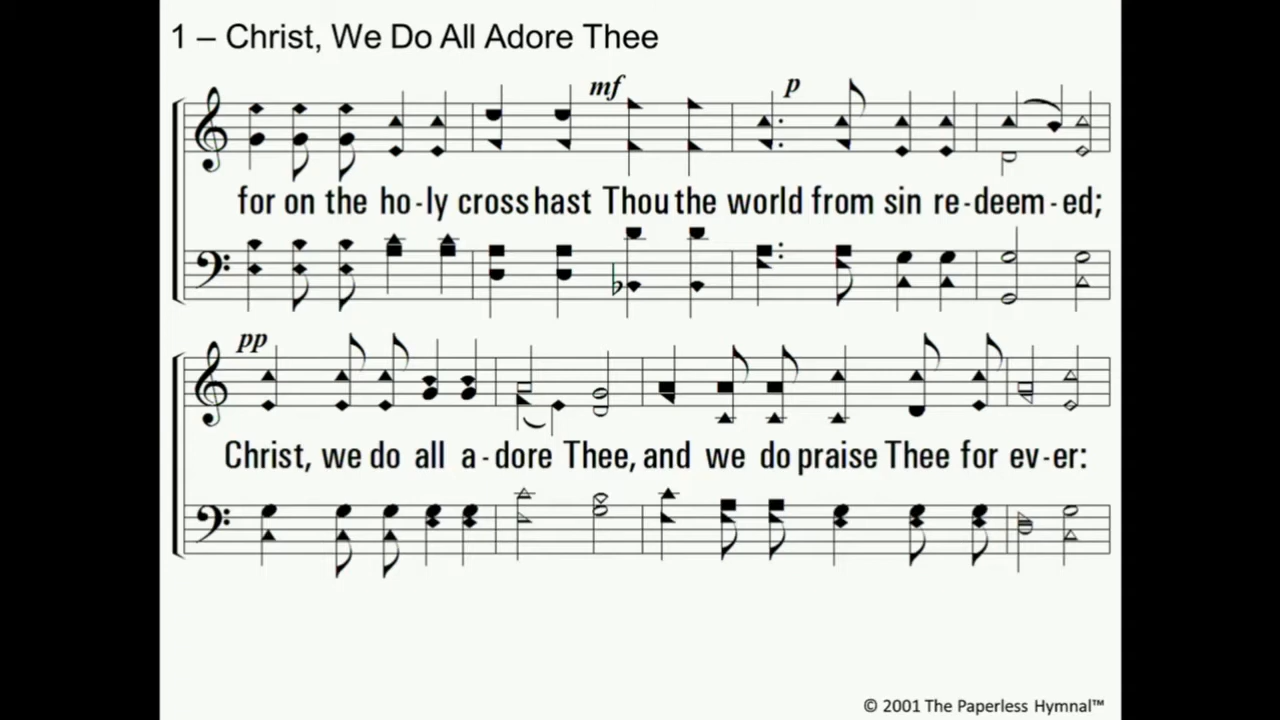 1 – Christ, We Do All Adore Thee
mf p
for on the ho-ly cross hast Thou the world from sin re-deem-ed;
pp
Christ, we do all a-dore Thee, and we do praise Thee for ev-er:
© 2001 The Paperless Hymnal™